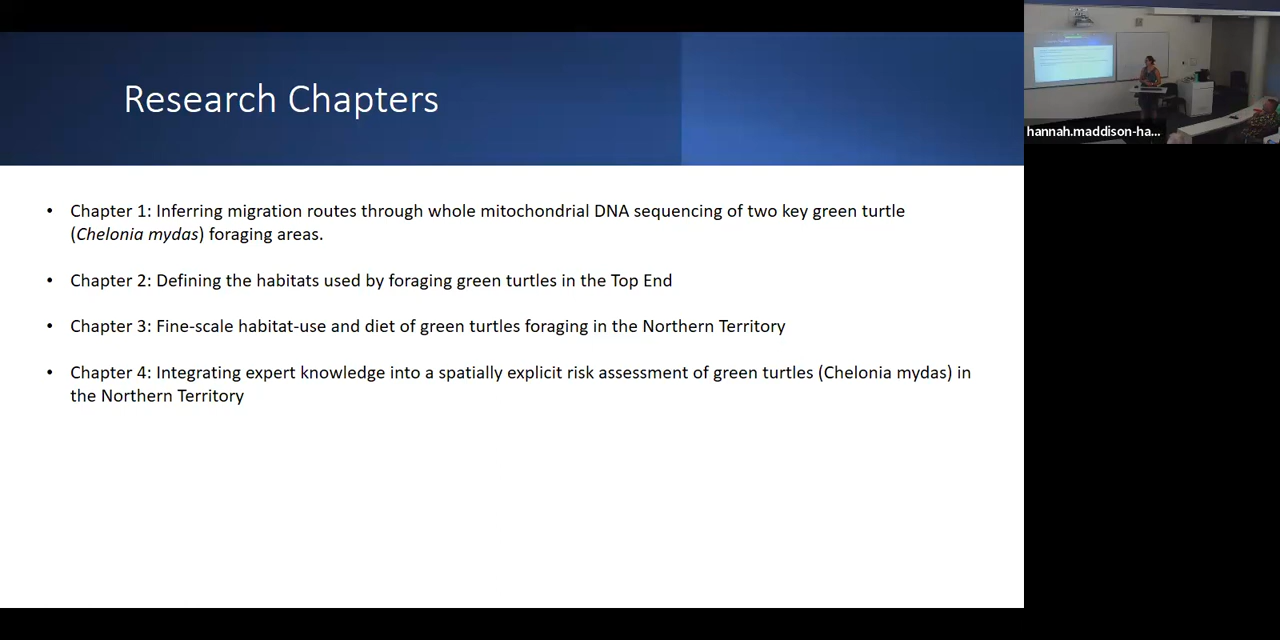 Research Chapters
• Chapter 1: Inferring migration routes through whole mitochondrial DNA sequencing of two key green turtle
(Chelonia mydas) foraging areas.
• Chapter 2: Defining the habitats used by foraging green turtles in the Top End
• Chapter 3: Fine-scale habitat-use and diet of green turtles foraging in the Northern Territory
• Chapter 4: Integrating expert knowledge into a spatially explicit risk assessment of green turtles (Chelonia mydas) in
the Northern Territory
hannah.maddison-ha...